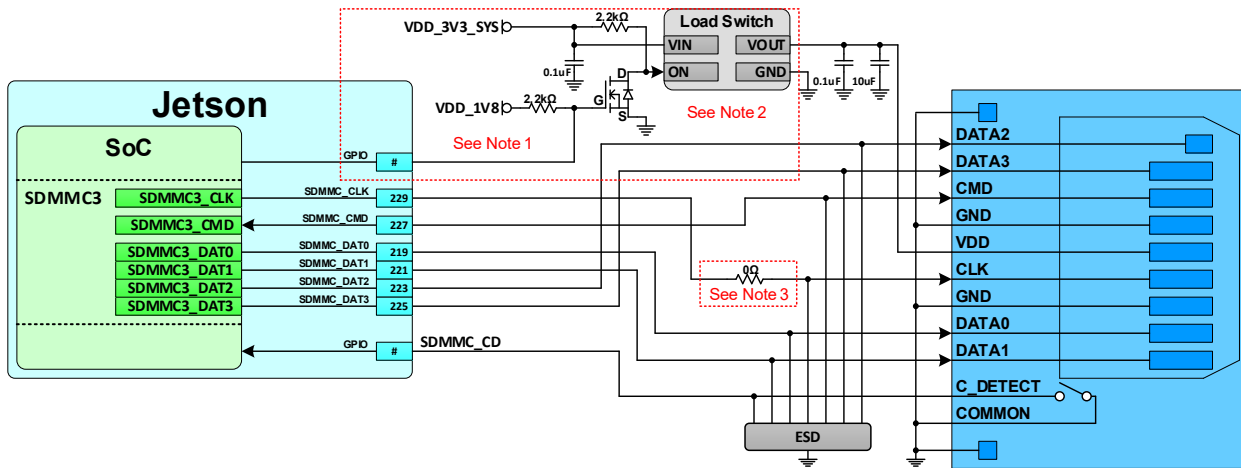 VDD_3V3_SYS
2.2kΩ
Load Switch
VIN
VOUT
ON
GND
0.1uF
0.1uF
10uF
D
G
S
VDD_1V8
2.2kΩ
See Note 1
See Note 2
Jetson
SoC
GPIO
#
SDMMC3
SDMMC3_CLK
SDMMC_CLK
229
SDMMC3_CMD
SDMMC_CMD
227
SDMMC3_DAT0
SDMMC_DAT0
219
SDMMC3_DAT1
SDMMC_DAT1
221
SDMMC3_DAT2
SDMMC_DAT2
223
SDMMC3_DAT3
SDMMC_DAT3
225
GPIO
#
SDMMC_CD
0Ω
See Note 3
ESD
DATA2
DATA3
CMD
GND
VDD
CLK
GND
DATA0
DATA1
C_DETECT
COMMON